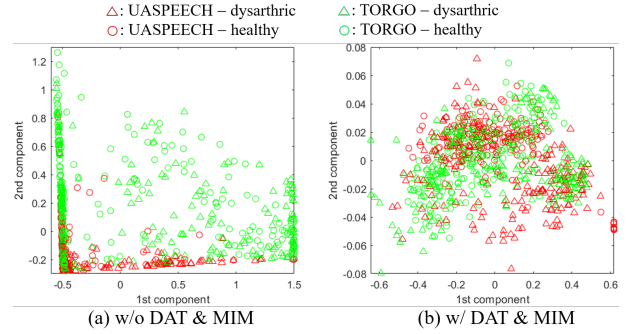 △: UASPEECH – dysarthric △: TORGO – dysarthric
○: UASPEECH – healthy ○: TORGO – healthy
1.2
1
0.8
0.6
0.4
0.2
0
-0.2
2nd component
-0.5 0 0.5 1 1.5
1st component
(a) w/o DAT & MIM
0.08
0.06
0.04
0.02
0
-0.02
-0.04
-0.06
-0.08
2nd component
-0.6 -0.4 -0.2 0 0.2 0.4 0.6
1st component
(b) w/ DAT & MIM